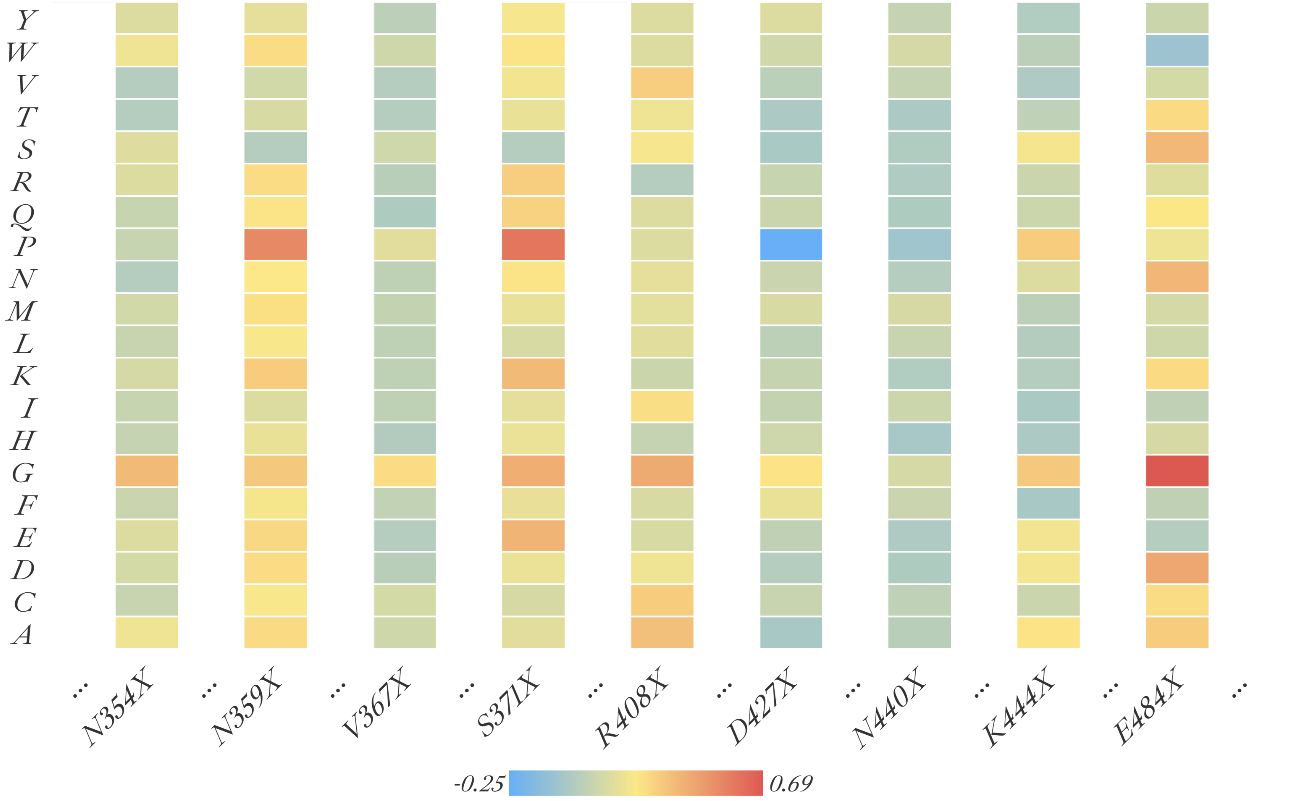 Y
W
V
T
S
R
Q
P
N
M
L
K
I
H
G
F
E
D
C
A
... N354X ... N359X ... V367X ... S371X ... R408X ... D427X ... N440X ... K444X ... E484X ...
-0.25 0.69